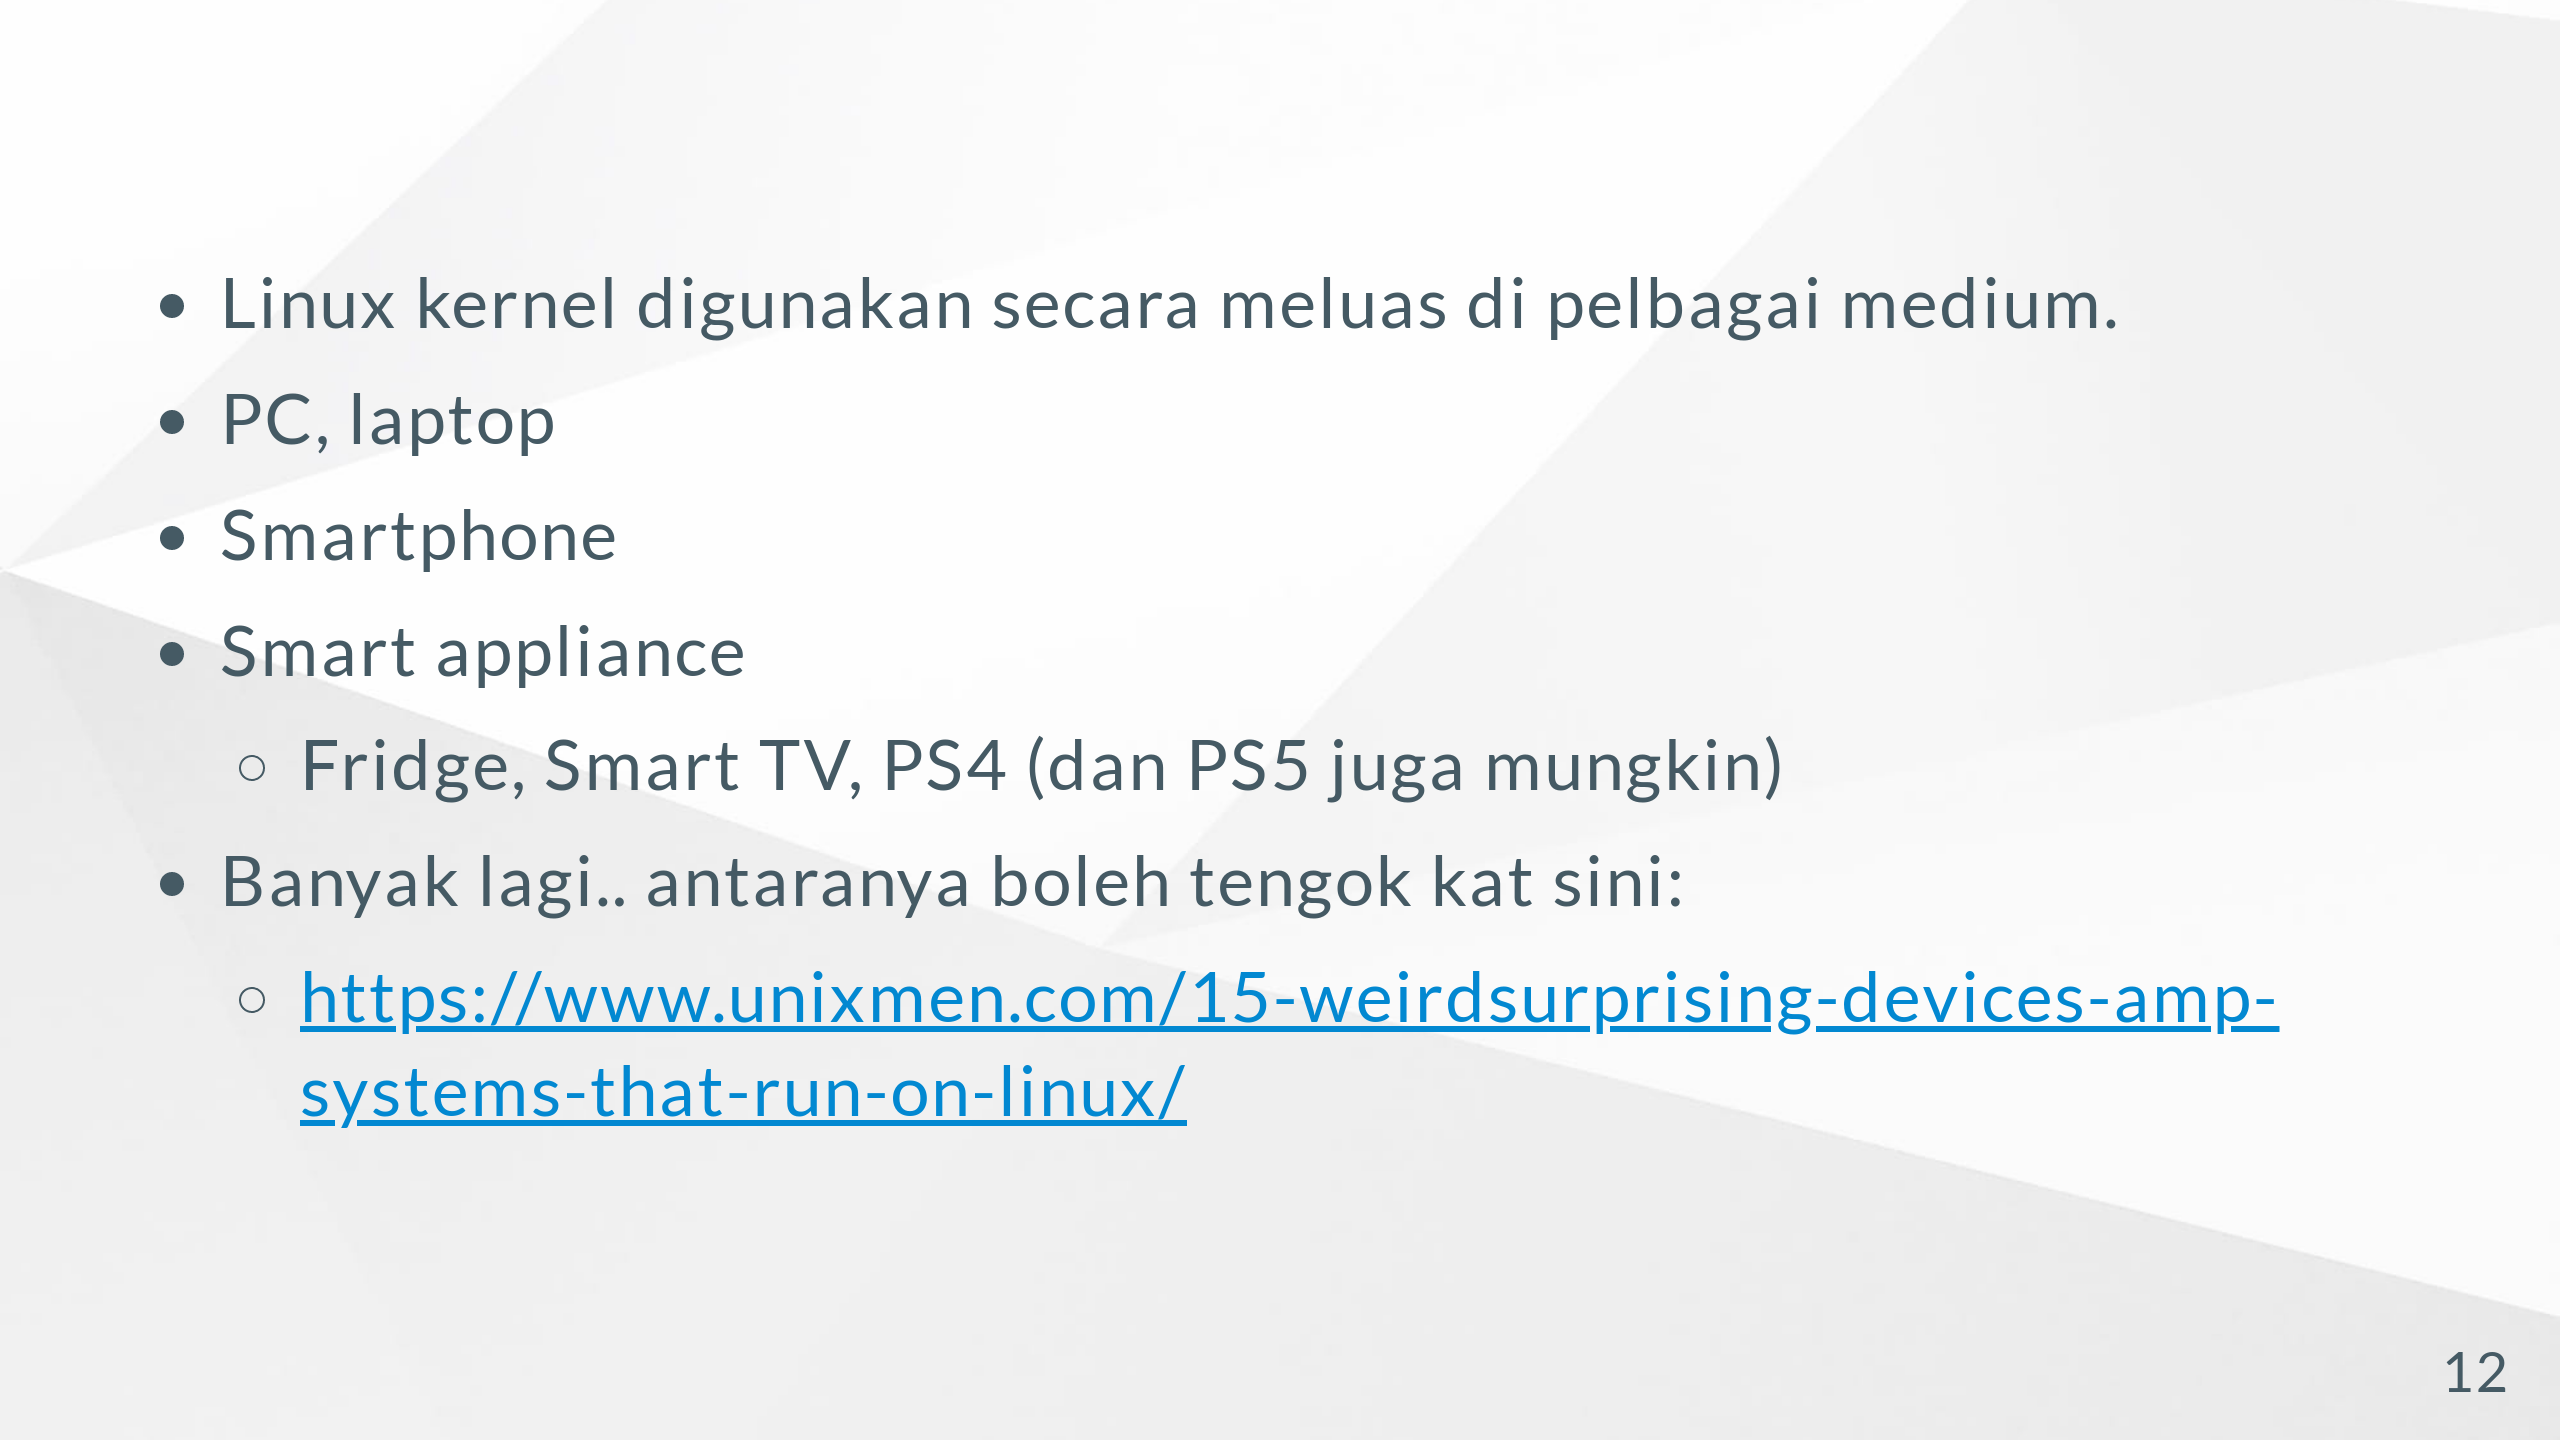 Linux kernel digunakan secara meluas di pelbagai medium.
PC, laptop
Smartphone
Smart appliance
Fridge, Smart TV, PS4 (dan PS5 juga mungkin)
Banyak lagi.. antaranya boleh tengok kat sini:
https://www.unixmen.com/15-weirdsurprising-devices-amp-
systems-that-run-on-linux/
12